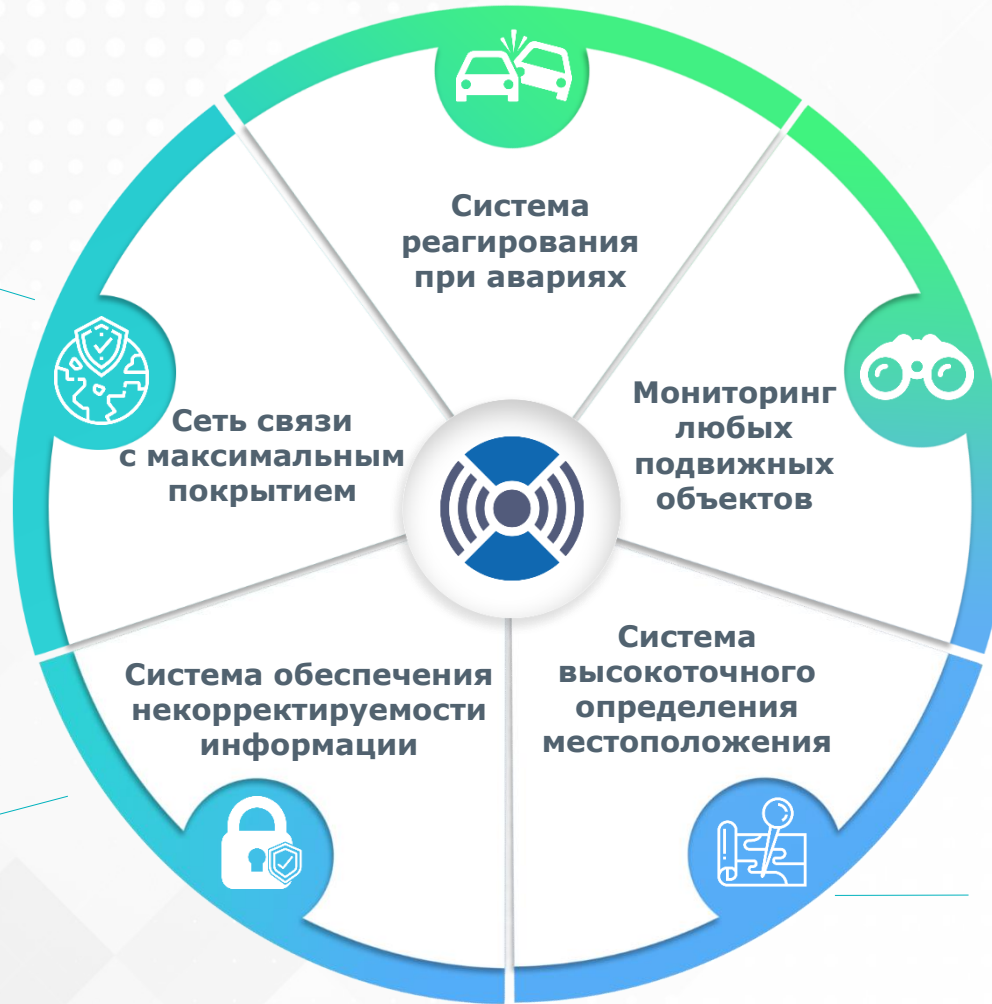 Система
реагирования
при авариях
Мониторинг
любых
подвижных
объектов
Сеть связи
с максимальным
покрытием
Система
высокоточного
определения
местоположения
Система обеспечения
некорректируемости
информации